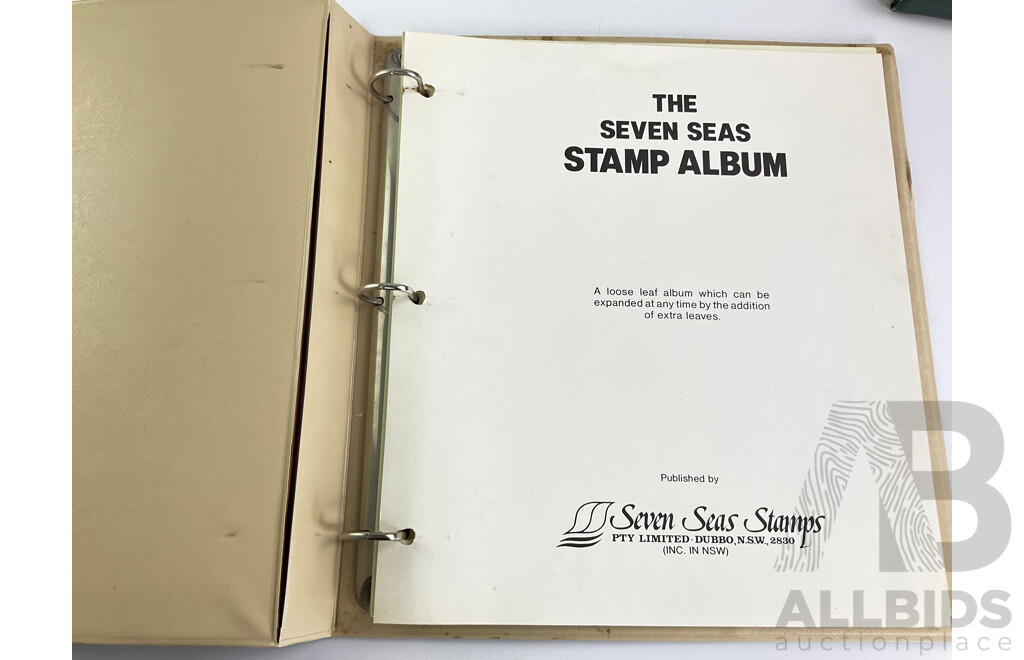 THE
SEVEN SEAS
STAMP ALBUM
A loose leaf album which can be
expanded at any time by the addition
of extra leaves.
Published by
Seven Seas Stamps
PTY LIMITED · DUBBO, N.S.W., 2830
(INC. IN NSW)
AB
ALLBIDS
auctionplace